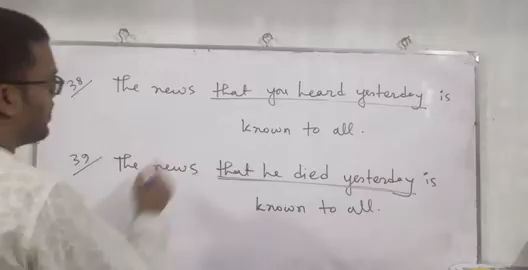 38/ The news that you heard yesterday is
known to all.
39/ The news that he died yesterday is
known to all.